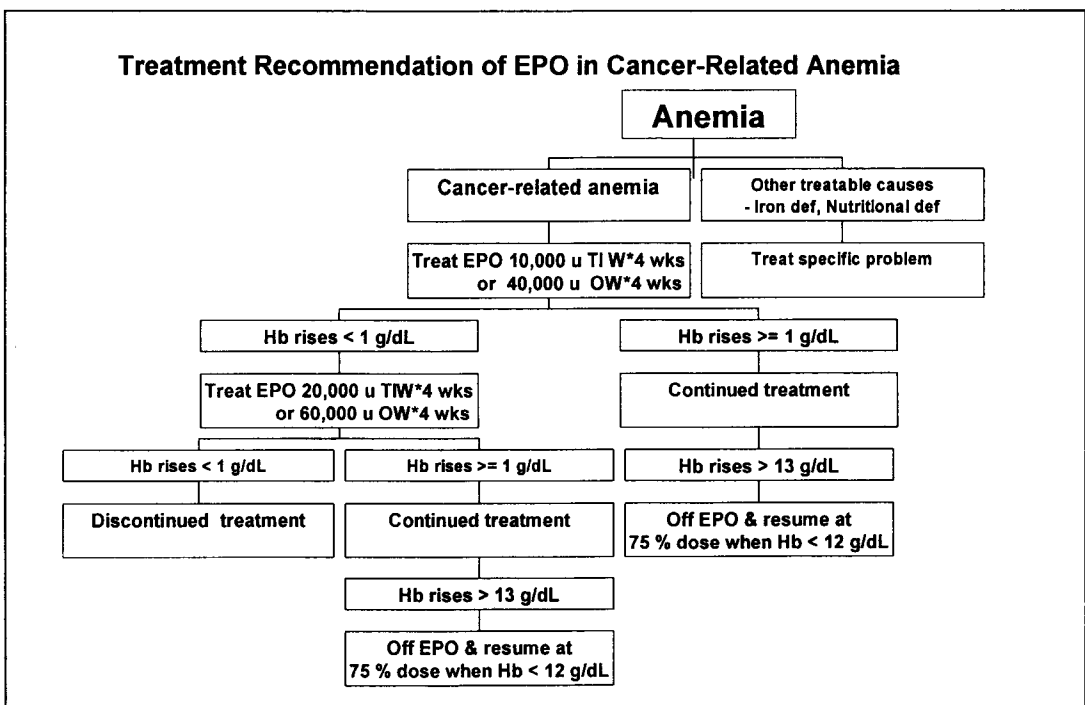 Treatment Recommendation of EPO in Cancer-Related Anemia
Anemia
Cancer-related anemia
Other treatable causes
- Iron def, Nutritional def
Treat EPO 10,000 u TI W*4 wks
or 40,000 u OW*4 wks
Treat specific problem
Hb rises < 1 g/dL
Hb rises >= 1 g/dL
Treat EPO 20,000 u TIW*4 wks
or 60,000 u OW*4 wks
Continued treatment
Hb rises < 1 g/dL
Hb rises >= 1 g/dL
Hb rises > 13 g/dL
Discontinued treatment
Continued treatment
Off EPO & resume at
75 % dose when Hb < 12 g/dL
Hb rises > 13 g/dL
Off EPO & resume at
75 % dose when Hb < 12 g/dL